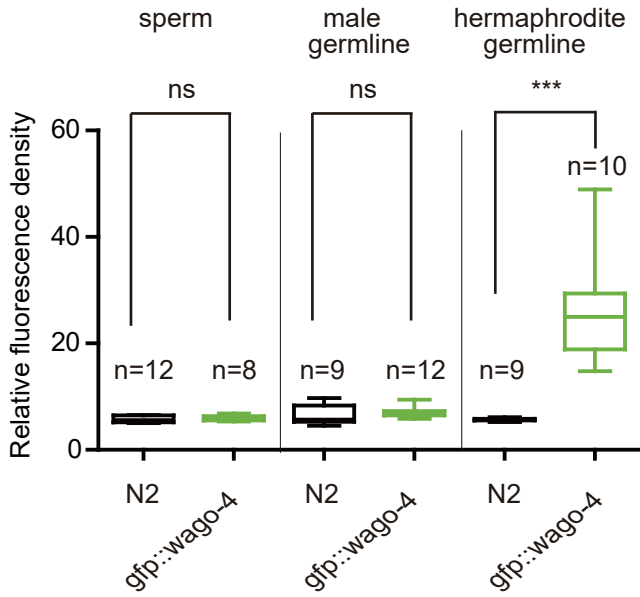 sperm
male
germline
hermaphrodite
germline
ns
ns
***
Relative fluorescence density
60
40
20
0
n=12
n=8
n=9
n=12
n=9
n=10
N2
gfp::wago-4
N2
gfp::wago-4
N2
gfp::wago-4